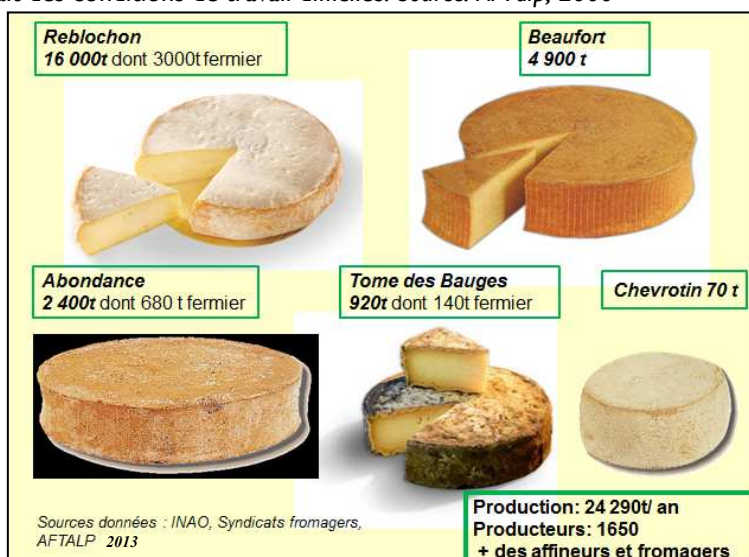 Reblochon
16 000t dont 3000t fermier
Beaufort
4 900 t
Abondance
2 400t dont 680 t fermier
Tome des Bauges
920t dont 140t fermier
Chevrotin 70 t
Sources données : INAO, Syndicats fromagers,
AFTALP 2013
Production: 24 290t/ an
Producteurs: 1650
+ des affineurs et fromagers